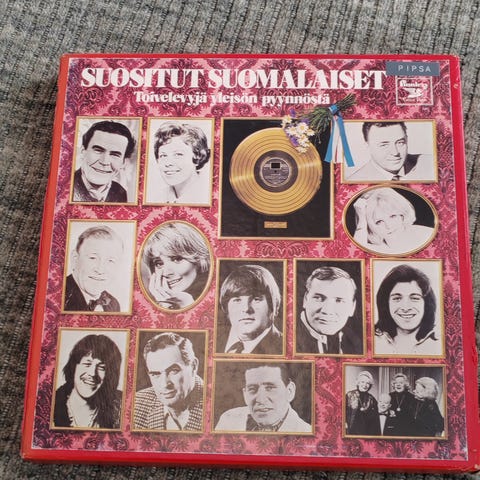 PIPSA
SUOSITUT SUOMALAISET
Toivelevyjä yleisön pyynnöstä